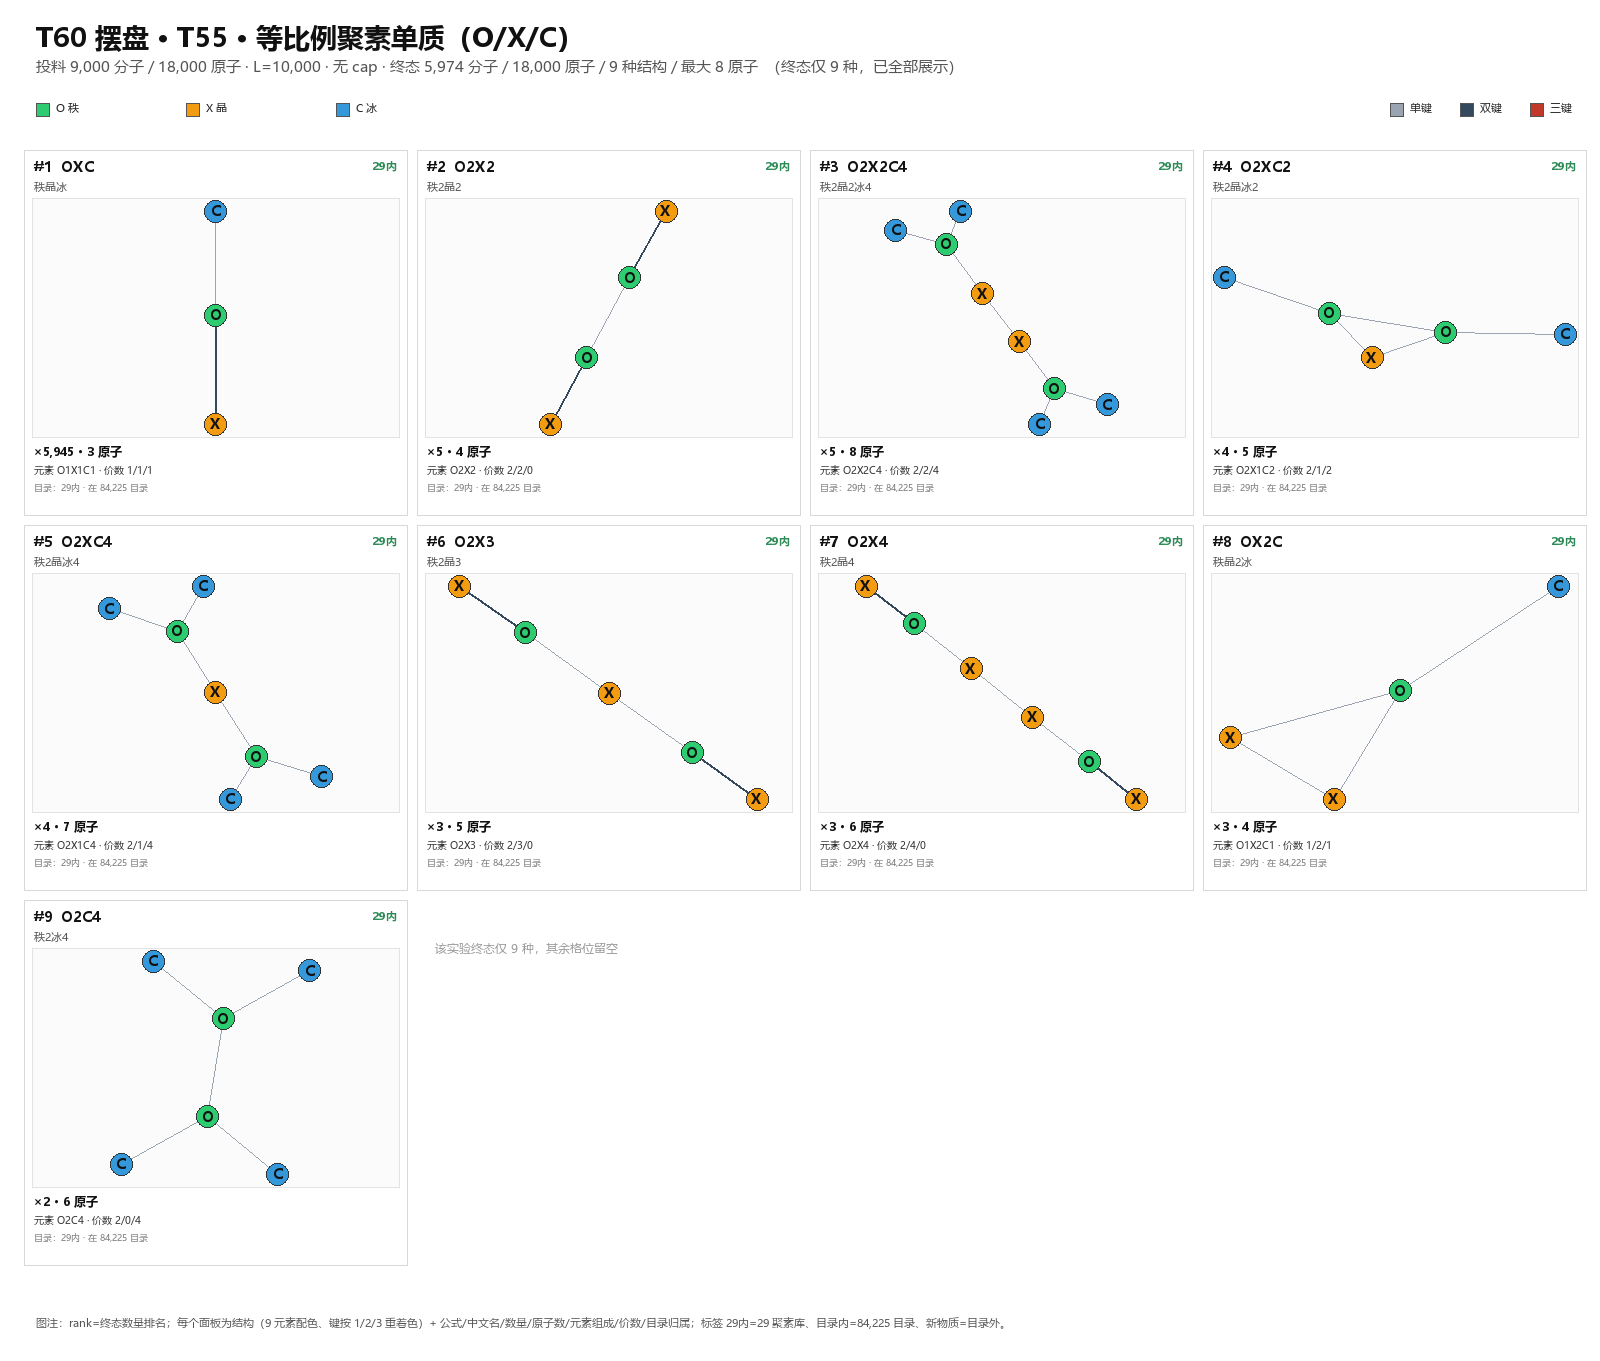 T60 摆盘 • T55 • 等比例聚素单质（O/X/C）
投料 9,000 分子 / 18,000 原子 · L=10,000 · 无 cap · 终态 5,974 分子 / 18,000 原子 / 9 种结构 / 最大 8 原子 （终态仅 9 种，已全部展示）
O 秩 X 晶 C 冰 单键 双键 三键
#1 OXC 29内
秩晶冰
C
O
X
×5,945 • 3 原子
元素 O1X1C1 · 价数 1/1/1
目录：29内 · 在 84,225 目录
#2 O2X2 29内
秩2晶2
X
O
O
X
×5 • 4 原子
元素 O2X2 · 价数 2/2/0
目录：29内 · 在 84,225 目录
#3 O2X2C4 29内
秩2晶2冰4
C
C
O
X
X
O
C
C
×5 • 8 原子
元素 O2X2C4 · 价数 2/2/4
目录：29内 · 在 84,225 目录
#4 O2XC2 29内
秩2晶冰2
C
O
O
C
X
×4 • 5 原子
元素 O2X1C2 · 价数 2/1/2
目录：29内 · 在 84,225 目录
#5 O2XC4 29内
秩2晶冰4
C
C
O
X
O
C
C
×4 • 7 原子
元素 O2X1C4 · 价数 2/1/4
目录：29内 · 在 84,225 目录
#6 O2X3 29内
秩2晶3
X
O
X
O
X
×3 • 5 原子
元素 O2X3 · 价数 2/3/0
目录：29内 · 在 84,225 目录
#7 O2X4 29内
秩2晶4
X
O
X
X
O
X
×3 • 6 原子
元素 O2X4 · 价数 2/4/0
目录：29内 · 在 84,225 目录
#8 OX2C 29内
秩晶2冰
C
O
X
X
×3 • 4 原子
元素 O1X2C1 · 价数 1/2/1
目录：29内 · 在 84,225 目录
#9 O2C4 29内
秩2冰4
C
C
O
O
C
C
×2 • 6 原子
元素 O2C4 · 价数 2/0/4
目录：29内 · 在 84,225 目录
该实验终态仅 9 种，其余格位留空
图注：rank=终态数量排名；每个面板为结构（9 元素配色、键按 1/2/3 重着色）+ 公式/中文名/数量/原子数/元素组成/价数/目录归属；标签 29内=29 聚素库、目录内=84,225 目录、新物质=目录外。